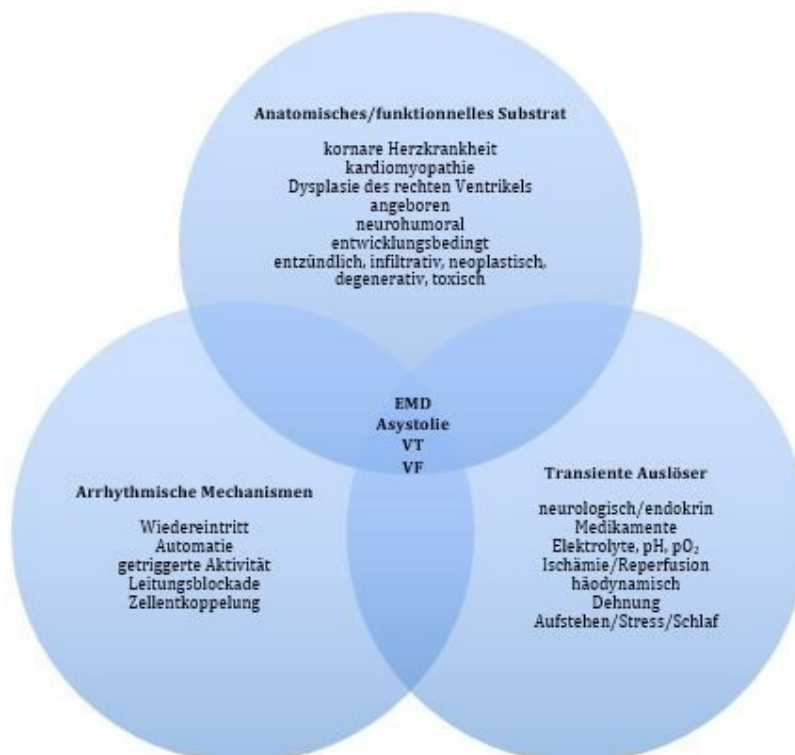 Anatomisches/funktionnelles Substrat
kornare Herzkrankheit
kardiomyopathie
Dysplasie des rechten Ventrikels
angeboren
neurohumoral
entwicklungsbedingt
entzündlich, infiltrativ, neoplastisch,
degenerativ, toxisch
EMD
Asystolie
VT
VF
Arrhythmische Mechanismen
Wiedereintritt
Automatie
getriggerte Aktivität
Leitungsblockade
Zellentkoppelung
Transiente Auslöser
neurologisch/endokrin
Medikamente
Elektrolyte, pH, pO₂
Ischämie/Reperfusion
häodynamisch
Dehnung
Aufstehen/Stress/Schlaf